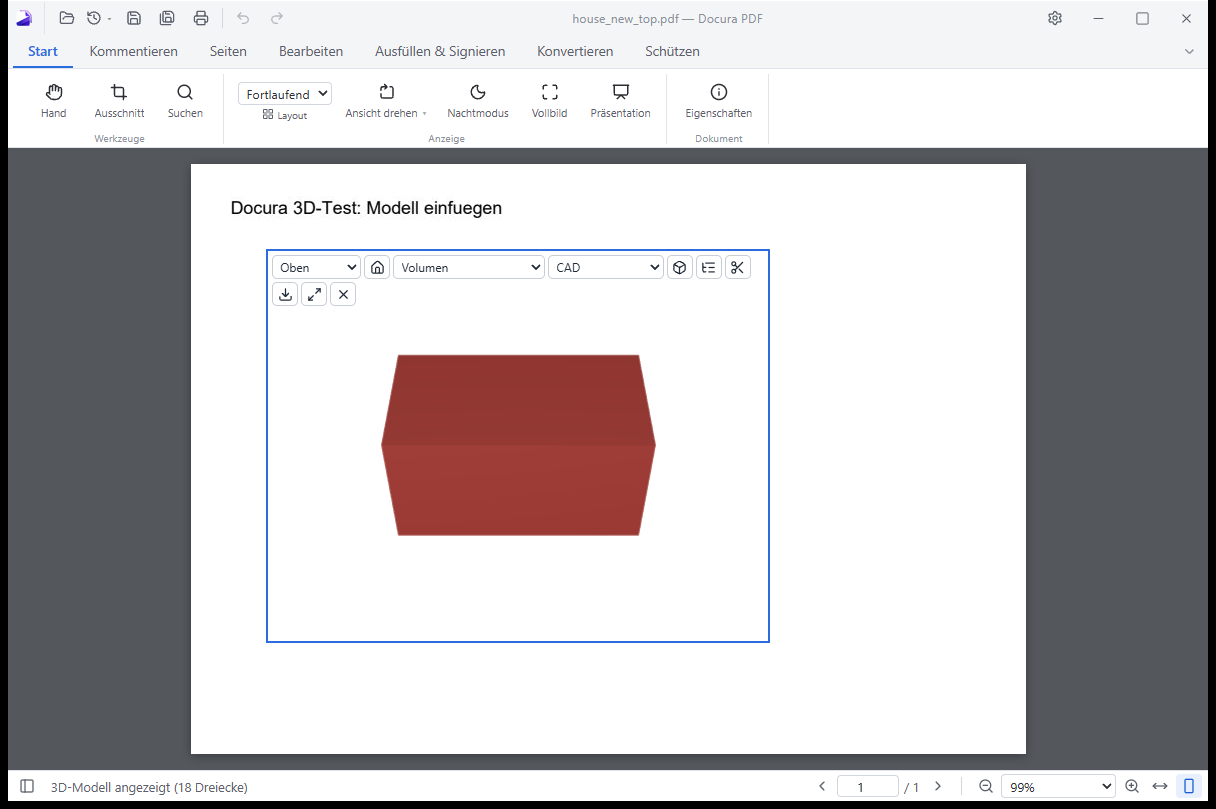 house_new_top.pdf — Docura PDF
Start Kommentieren Seiten Bearbeiten Ausfüllen & Signieren Konvertieren Schützen
Fortlaufend
Hand Ausschnitt Suchen Layout Ansicht drehen Nachtmodus Vollbild Präsentation Eigenschaften
Werkzeuge Anzeige Dokument
Docura 3D-Test: Modell einfuegen
Oben Volumen CAD
3D-Modell angezeigt (18 Dreiecke) 1 / 1 99%